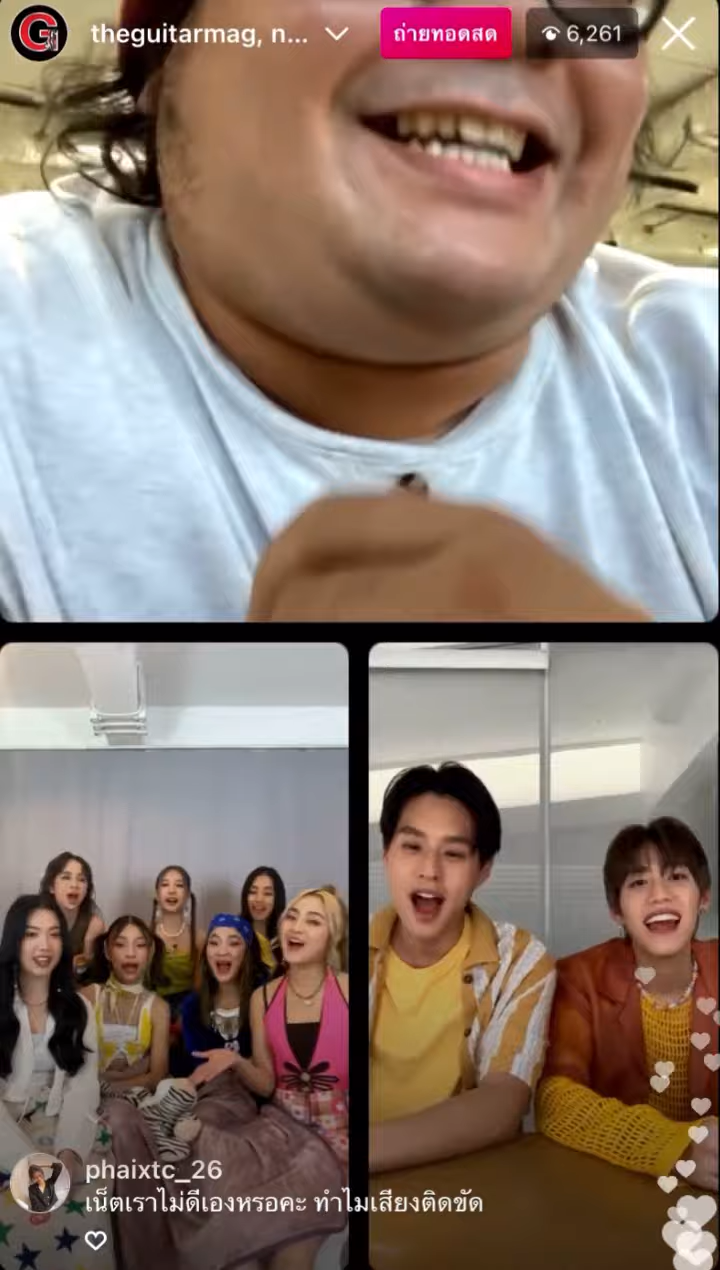 theguitarmag, n...
ถ่ายทอดสด
6,261
phaixtc_26
เน็ตเราไม่ดีเองหรอคะ ทำไมเสียงติดขัด